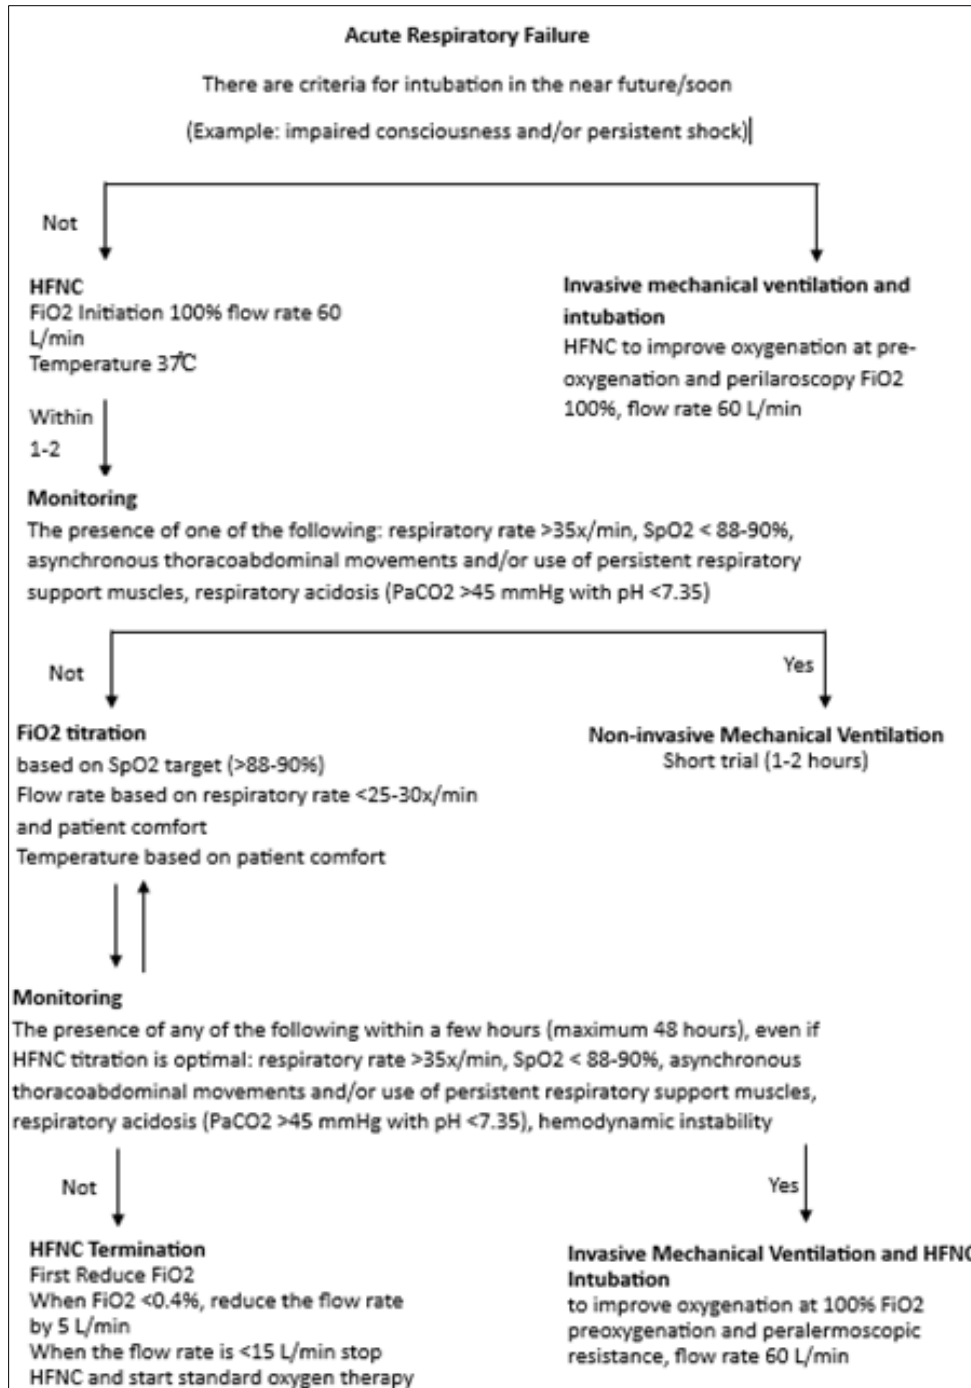 Acute Respiratory Failure
There are criteria for intubation in the near future/soon
(Example: impaired consciousness and/or persistent shock)
Not
HFNC
FiO2 Initiation 100% flow rate 60
L/min
Temperature 37℃
Invasive mechanical ventilation and
intubation
HFNC to improve oxygenation at pre-
oxygenation and perilaroscopy FiO2
100%, flow rate 60 L/min
Within
1-2
Monitoring
The presence of one of the following: respiratory rate >35x/min, SpO2 < 88-90%,
asynchronous thoracoabdominal movements and/or use of persistent respiratory
support muscles, respiratory acidosis (PaCO2 >45 mmHg with pH <7.35)
Not
Yes
FiO2 titration
based on SpO2 target (>88-90%)
Flow rate based on respiratory rate <25-30x/min
and patient comfort
Temperature based on patient comfort
Non-invasive Mechanical Ventilation
Short trial (1-2 hours)
Monitoring
The presence of any of the following within a few hours (maximum 48 hours), even if
HFNC titration is optimal: respiratory rate >35x/min, SpO2 < 88-90%, asynchronous
thoracoabdominal movements and/or use of persistent respiratory support muscles,
respiratory acidosis (PaCO2 >45 mmHg with pH <7.35), hemodynamic instability
Not
Yes
HFNC Termination
First Reduce FiO2
When FiO2 <0.4%, reduce the flow rate
by 5 L/min
When the flow rate is <15 L/min stop
HFNC and start standard oxygen therapy
Invasive Mechanical Ventilation and HFNC
Intubation
to improve oxygenation at 100% FiO2
preoxygenation and peralermoscopic
resistance, flow rate 60 L/min